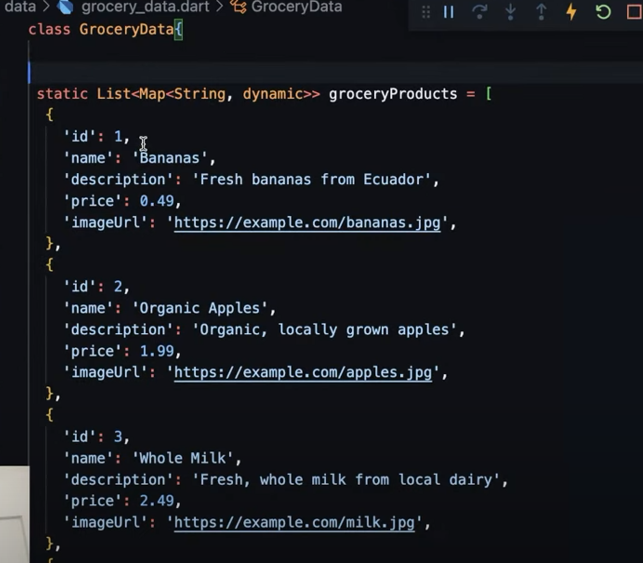 data > grocery_data.dart > GroceryData
class GroceryData{
static List<Map<String, dynamic>> groceryProducts = [
{
'id': 1,
'name': 'Bananas',
'description': 'Fresh bananas from Ecuador',
'price': 0.49,
'imageUrl': 'https://example.com/bananas.jpg',
},
{
'id': 2,
'name': 'Organic Apples',
'description': 'Organic, locally grown apples',
'price': 1.99,
'imageUrl': 'https://example.com/apples.jpg',
},
{
'id': 3,
'name': 'Whole Milk',
'description': 'Fresh, whole milk from local dairy',
'price': 2.49,
'imageUrl': 'https://example.com/milk.jpg',
},
{